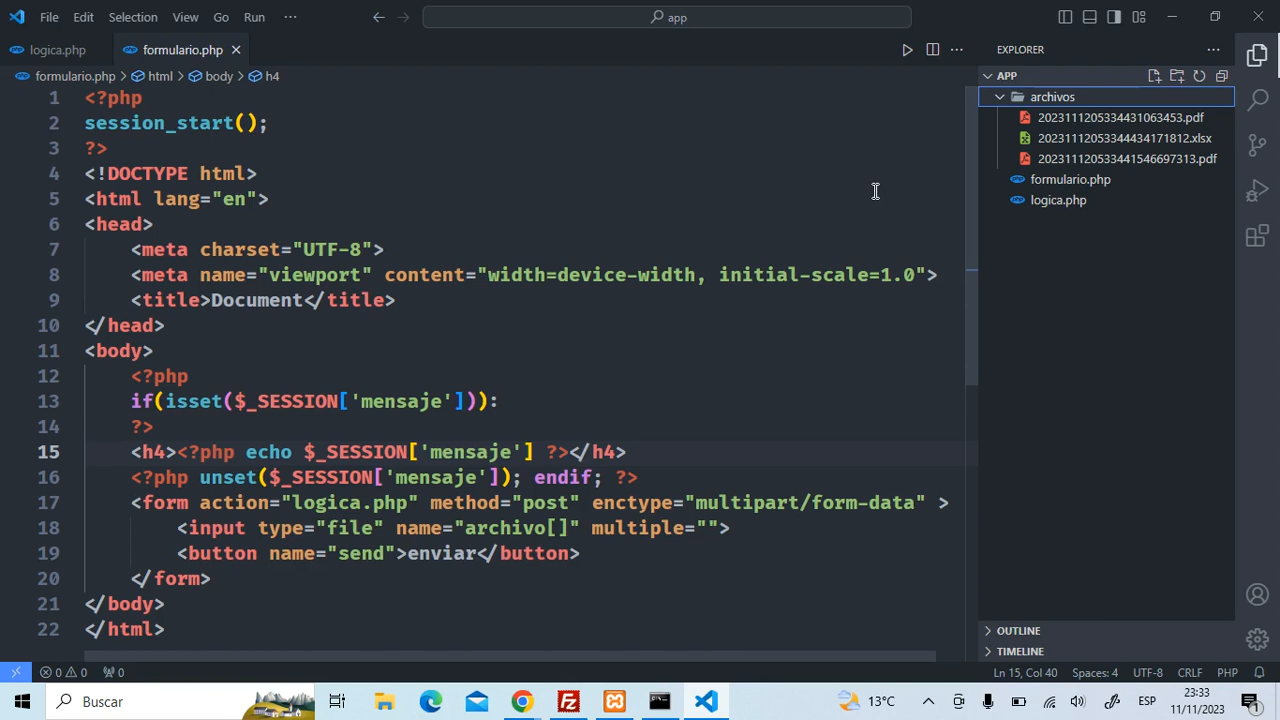 File Edit Selection View Go Run ··· app
logica.php formulario.php
formulario.php > html > body > h4
1 <?php
2 session_start();
3 ?>
4 <!DOCTYPE html>
5 <html lang="en">
6 <head>
7 <meta charset="UTF-8">
8 <meta name="viewport" content="width=device-width, initial-scale=1.0">
9 <title>Document</title>
10 </head>
11 <body>
12 <?php
13 if(isset($_SESSION['mensaje'])):
14 ?>
15 <h4><?php echo $_SESSION['mensaje'] ?></h4>
16 <?php unset($_SESSION['mensaje']); endif; ?>
17 <form action="logica.php" method="post" enctype="multipart/form-data" >
18 <input type="file" name="archivo[]" multiple="">
19 <button name="send">enviar</button>
20 </form>
21 </body>
22 </html>
EXPLORER
APP
archivos
2023111205334431063453.pdf
20231112053344434171812.xlsx
202311120533441546697313.pdf
formulario.php
logica.php
OUTLINE
TIMELINE
0 0 0 Ln 15, Col 40 Spaces: 4 UTF-8 CRLF PHP
Buscar 13°C ESP 23:33
11/11/2023 1